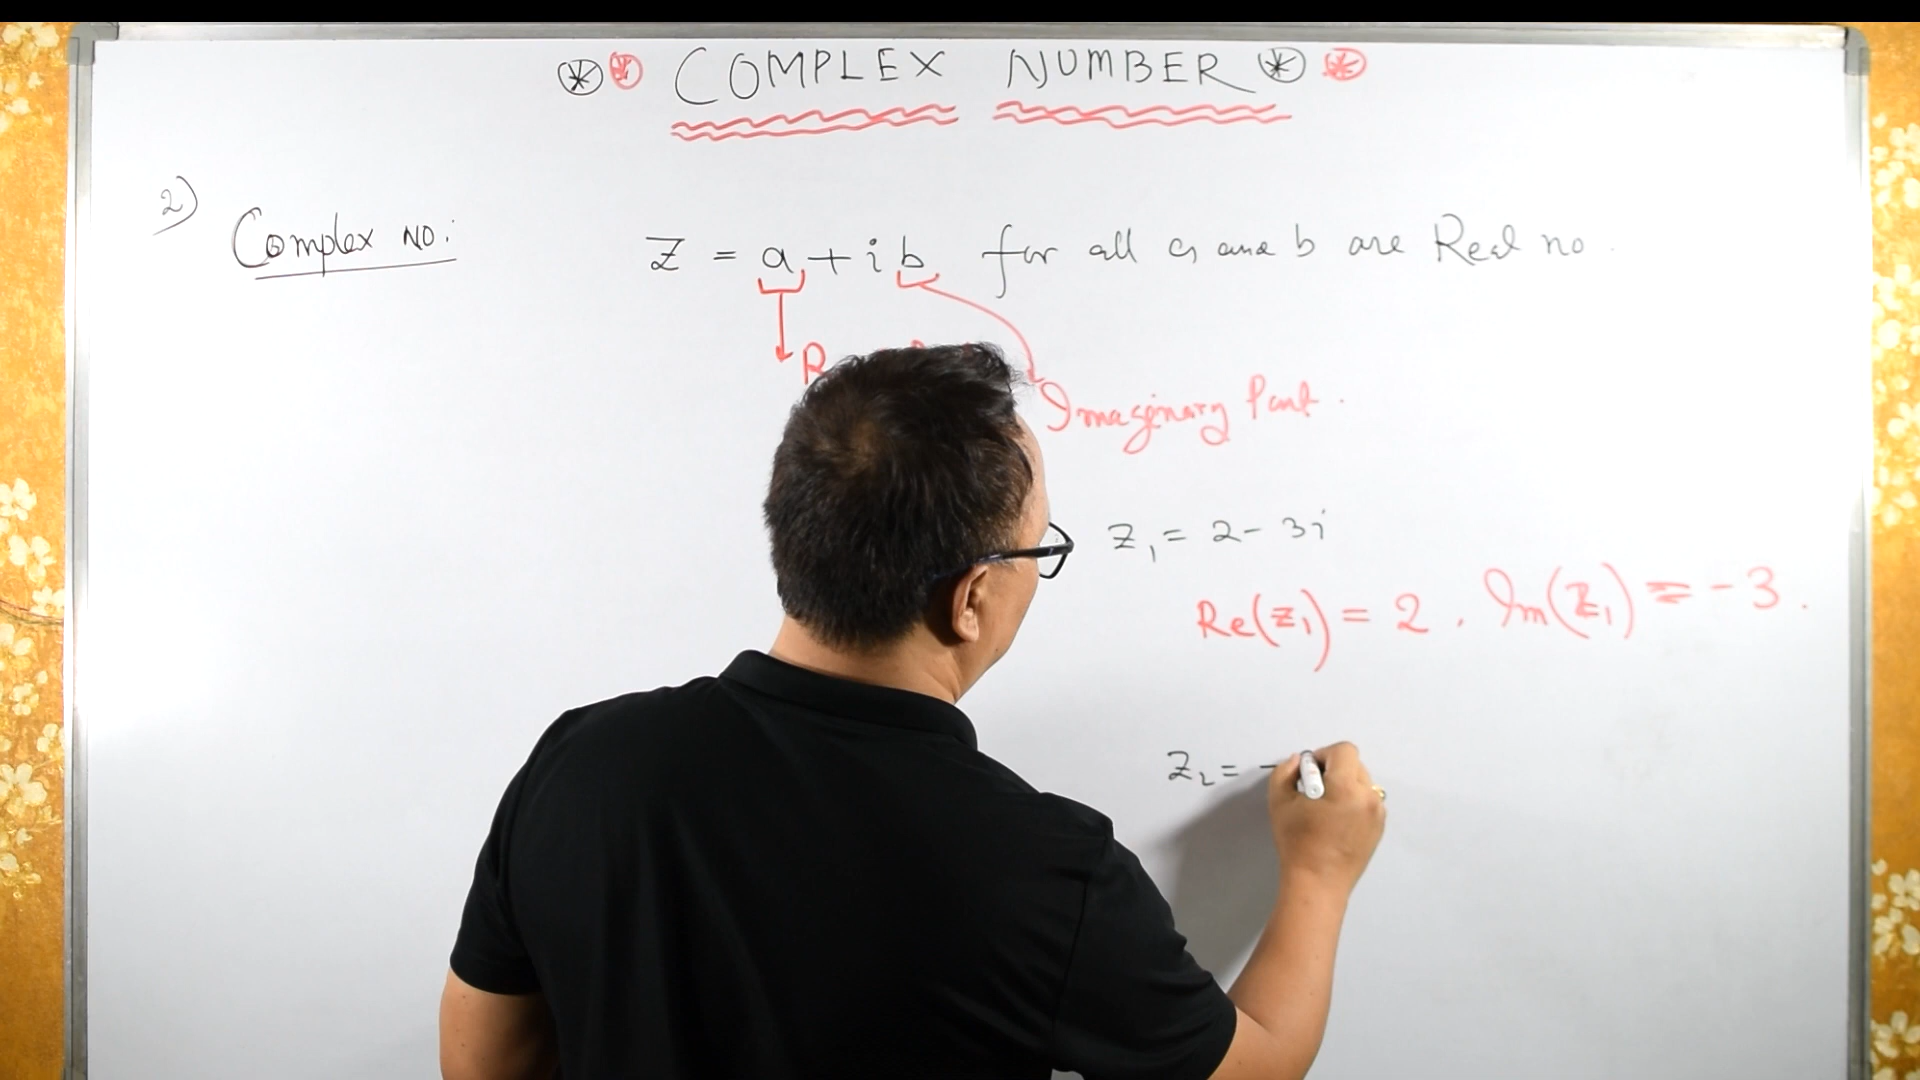 COMPLEX NUMBER
2)
Complex NO:
Z = a + ib for all a and b are Real no.
Imaginary Part.
Z₁ = 2 - 3i
Re(Z₁) = 2. Im(Z₁) = -3.
Z₂ = -